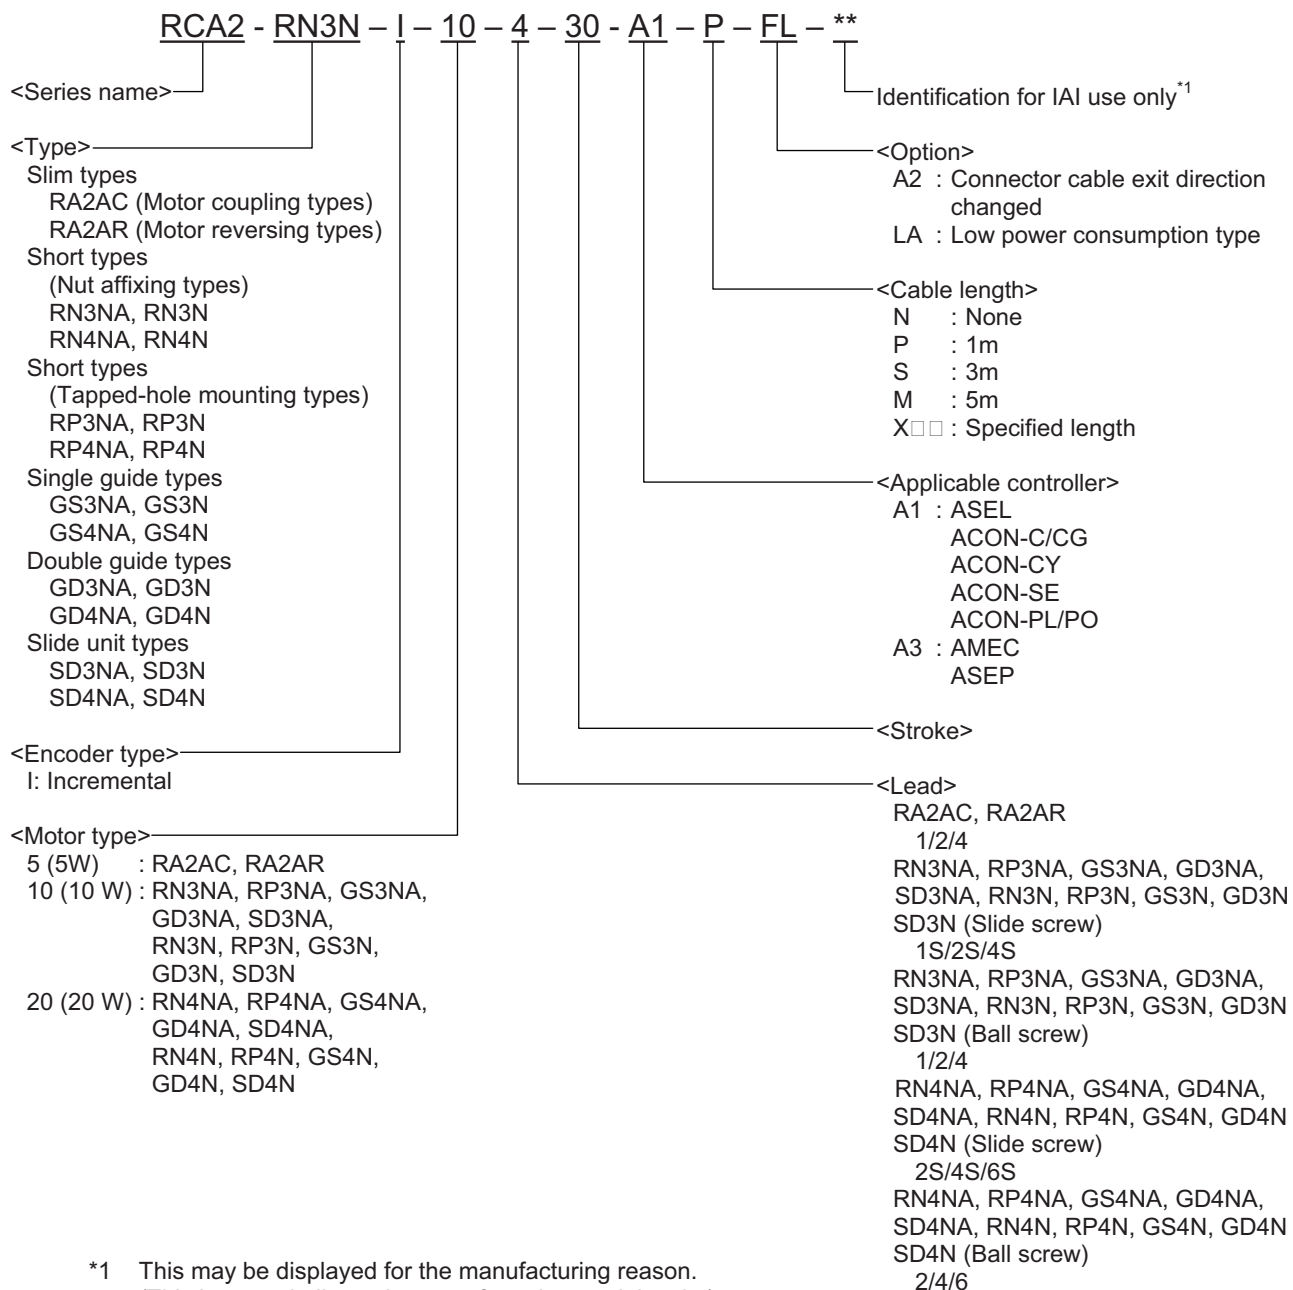 RCA2 - RN3N – I – 10 – 4 – 30 - A1 – P – FL – **
<Series name>
<Type>
Slim types
RA2AC (Motor coupling types)
RA2AR (Motor reversing types)
Short types
(Nut affixing types)
RN3NA, RN3N
RN4NA, RN4N
Short types
(Tapped-hole mounting types)
RP3NA, RP3N
RP4NA, RP4N
Single guide types
GS3NA, GS3N
GS4NA, GS4N
Double guide types
GD3NA, GD3N
GD4NA, GD4N
Slide unit types
SD3NA, SD3N
SD4NA, SD4N
<Encoder type>
I: Incremental
<Motor type>
5 (5W) : RA2AC, RA2AR
10 (10 W) : RN3NA, RP3NA, GS3NA,
GD3NA, SD3NA,
RN3N, RP3N, GS3N,
GD3N, SD3N
20 (20 W) : RN4NA, RP4NA, GS4NA,
GD4NA, SD4NA,
RN4N, RP4N, GS4N,
GD4N, SD4N
Identification for IAI use only*1
<Option>
A2 : Connector cable exit direction
changed
LA : Low power consumption type
<Cable length>
N : None
P : 1m
S : 3m
M : 5m
X□□ : Specified length
<Applicable controller>
A1 : ASEL
ACON-C/CG
ACON-CY
ACON-SE
ACON-PL/PO
A3 : AMEC
ASEP
<Stroke>
<Lead>
RA2AC, RA2AR
1/2/4
RN3NA, RP3NA, GS3NA, GD3NA,
SD3NA, RN3N, RP3N, GS3N, GD3N
SD3N (Slide screw)
1S/2S/4S
RN3NA, RP3NA, GS3NA, GD3NA,
SD3NA, RN3N, RP3N, GS3N, GD3N
SD3N (Ball screw)
1/2/4
RN4NA, RP4NA, GS4NA, GD4NA,
SD4NA, RN4N, RP4N, GS4N, GD4N
SD4N (Slide screw)
2S/4S/6S
RN4NA, RP4NA, GS4NA, GD4NA,
SD4NA, RN4N, RP4N, GS4N, GD4N
SD4N (Ball screw)
2/4/6
*1 This may be displayed for the manufacturing reason.